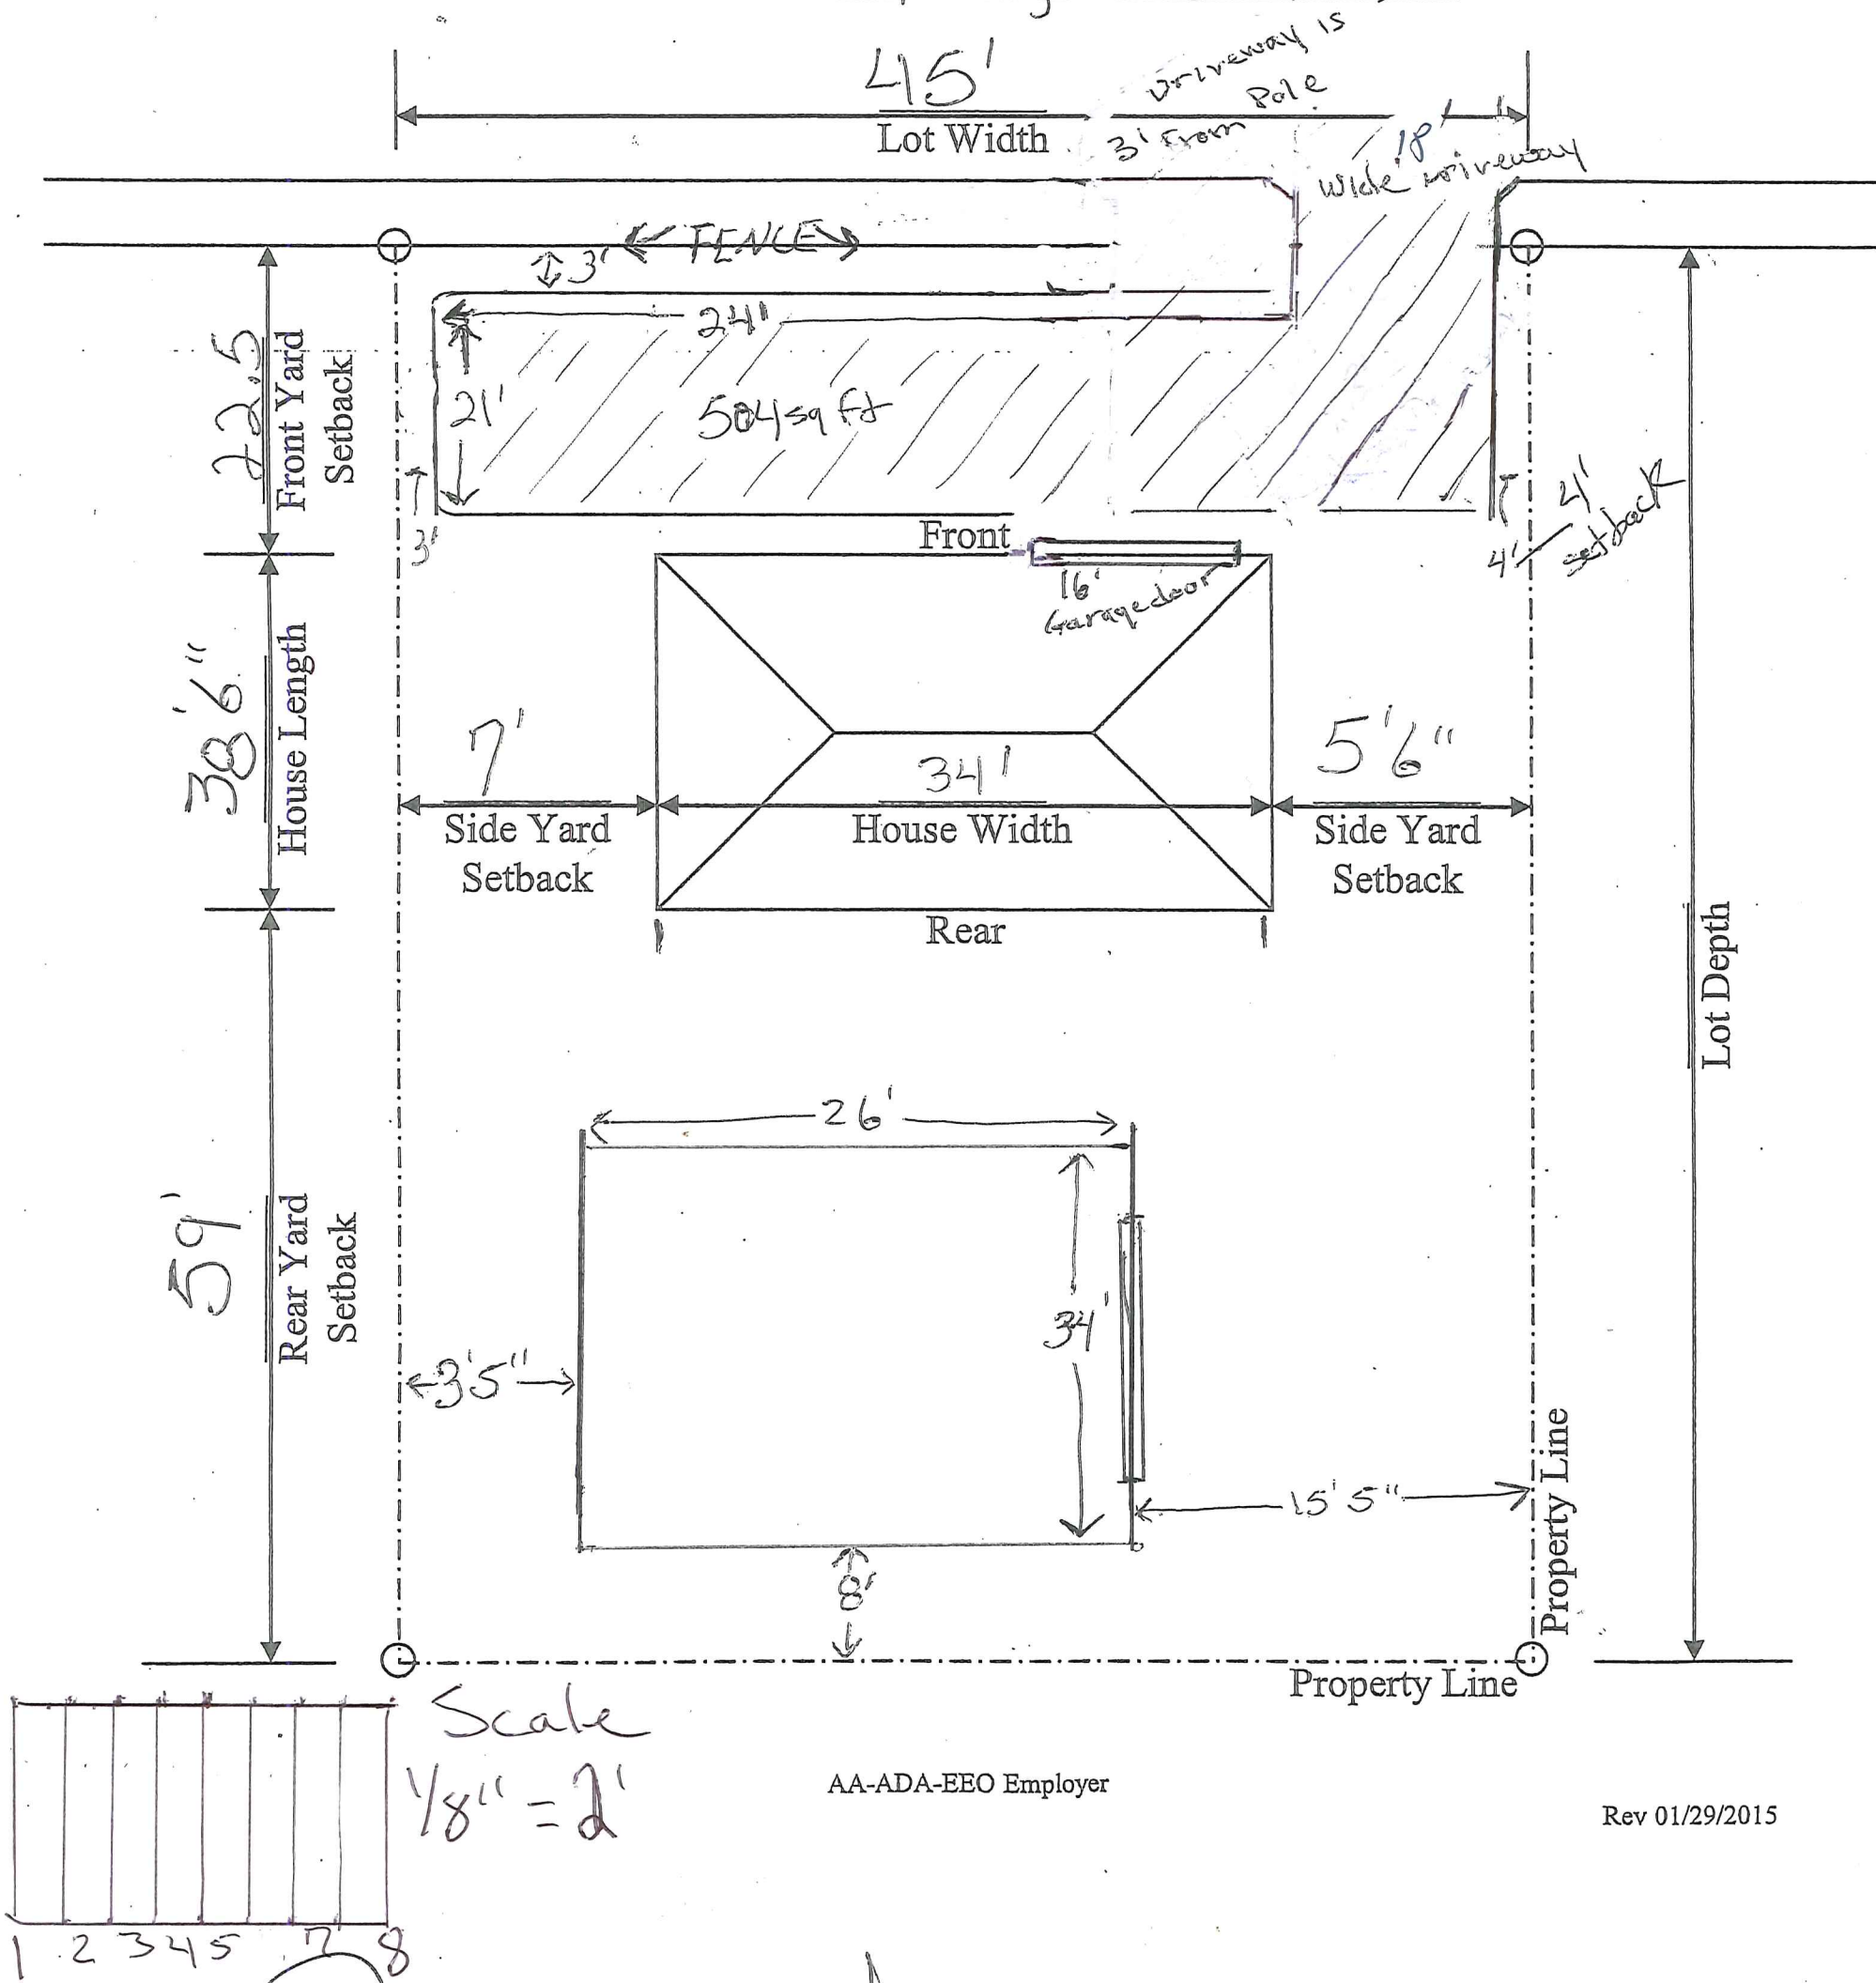 45'
Lot Width
Driveway is
3' from Pole
18'
wide Driveway
FENCE
3'
24'
21'
504 sq ft
22.5
Front Yard
Setback
3'
4'
setback
4'
Front
16'
Garage door
38'6"
House Length
7'
Side Yard
Setback
34'
House Width
5'6"
Side Yard
Setback
Rear
Lot Depth
59'
Rear Yard
Setback
26'
34'
3'5"
15'5"
8'
Property Line
Property Line
Scale
1/8" = 2'
1 2 3 4 5 7 8
AA-ADA-EEO Employer
Rev 01/29/2015